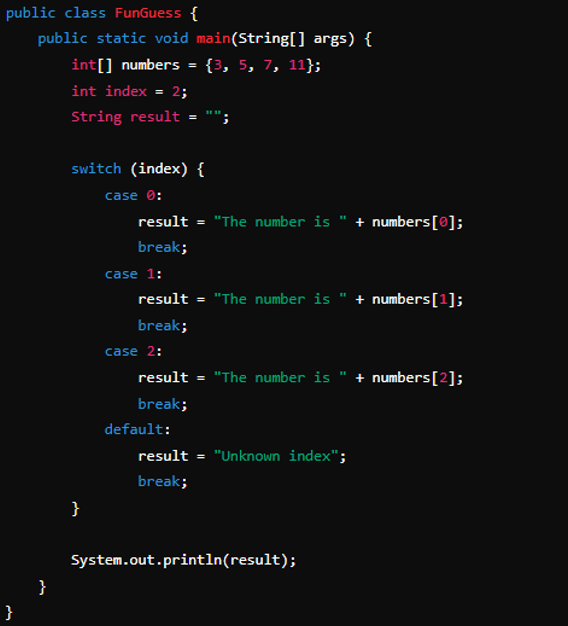 public class FunGuess {
    public static void main(String[] args) {
        int[] numbers = {3, 5, 7, 11};
        int index = 2;
        String result = "";

        switch (index) {
            case 0:
                result = "The number is " + numbers[0];
                break;
            case 1:
                result = "The number is " + numbers[1];
                break;
            case 2:
                result = "The number is " + numbers[2];
                break;
            default:
                result = "Unknown index";
                break;
        }

        System.out.println(result);
    }
}